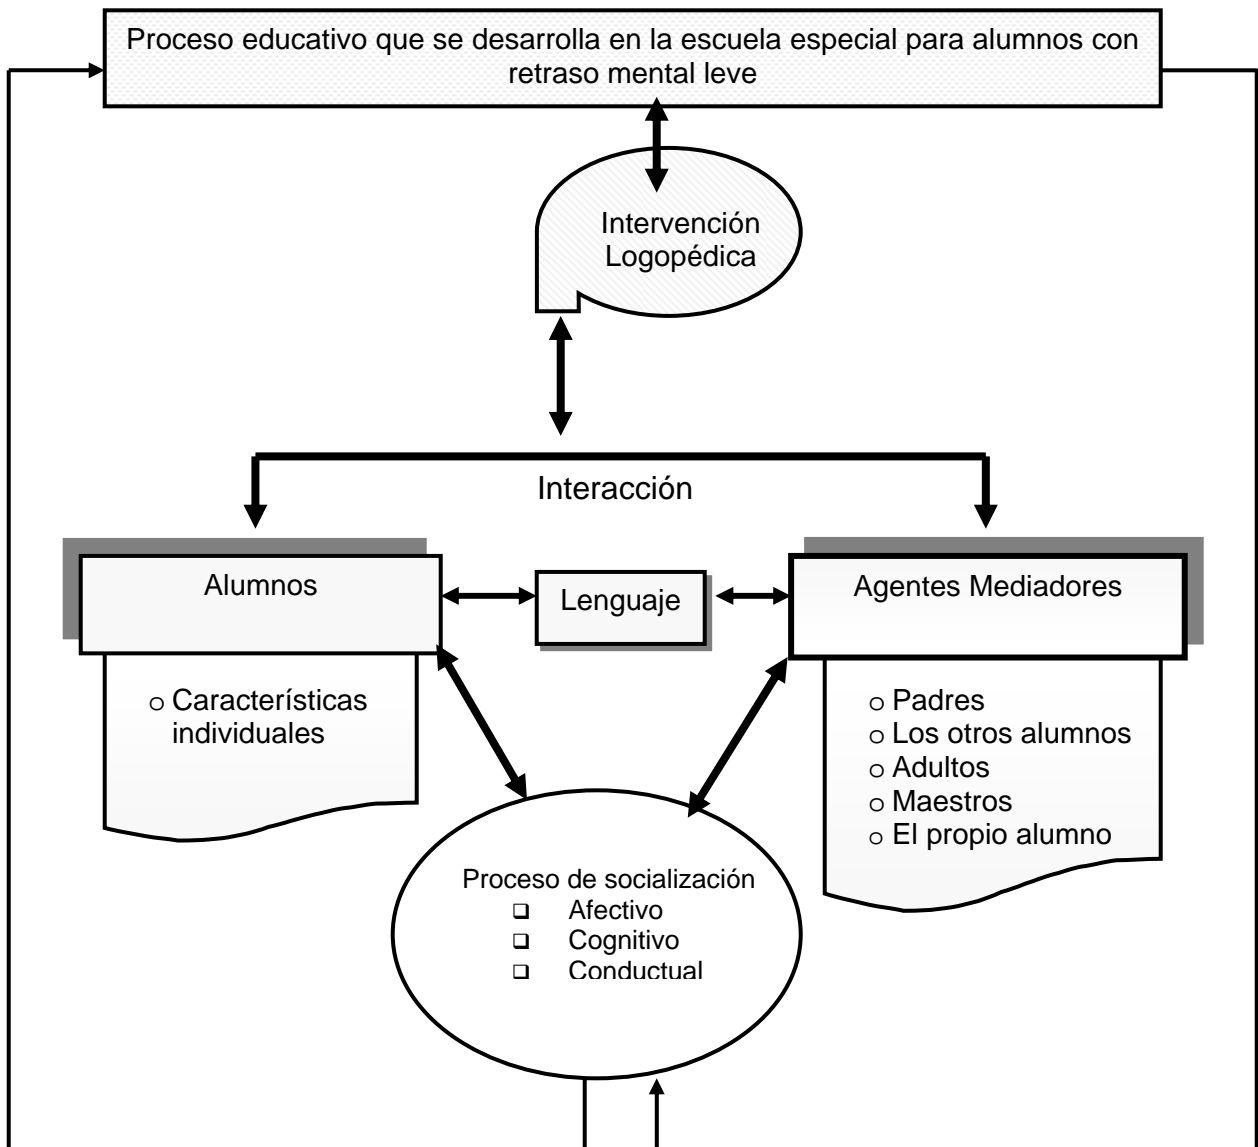 Proceso educativo que se desarrolla en la escuela especial para alumnos con
retraso mental leve
Intervención
Logopédica
Interacción
Alumnos
Lenguaje
Agentes Mediadores
o Características
individuales
o Padres
o Los otros alumnos
o Adultos
o Maestros
o El propio alumno
Proceso de socialización
❑ Afectivo
❑ Cognitivo
❑ Conductual